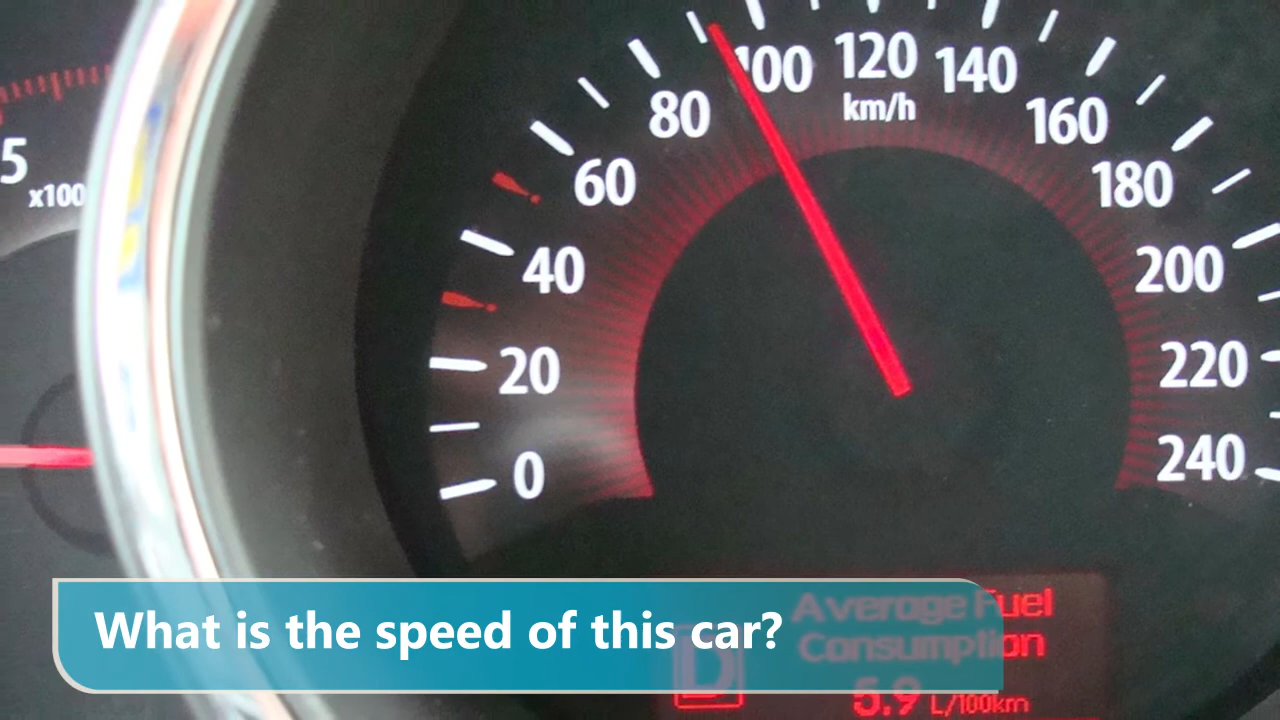 5
x100
0
20
40
60
80
100
120
km/h
140
160
180
200
220
240
Average Fuel
Consumption
D
5.9 L/100km
What is the speed of this car?